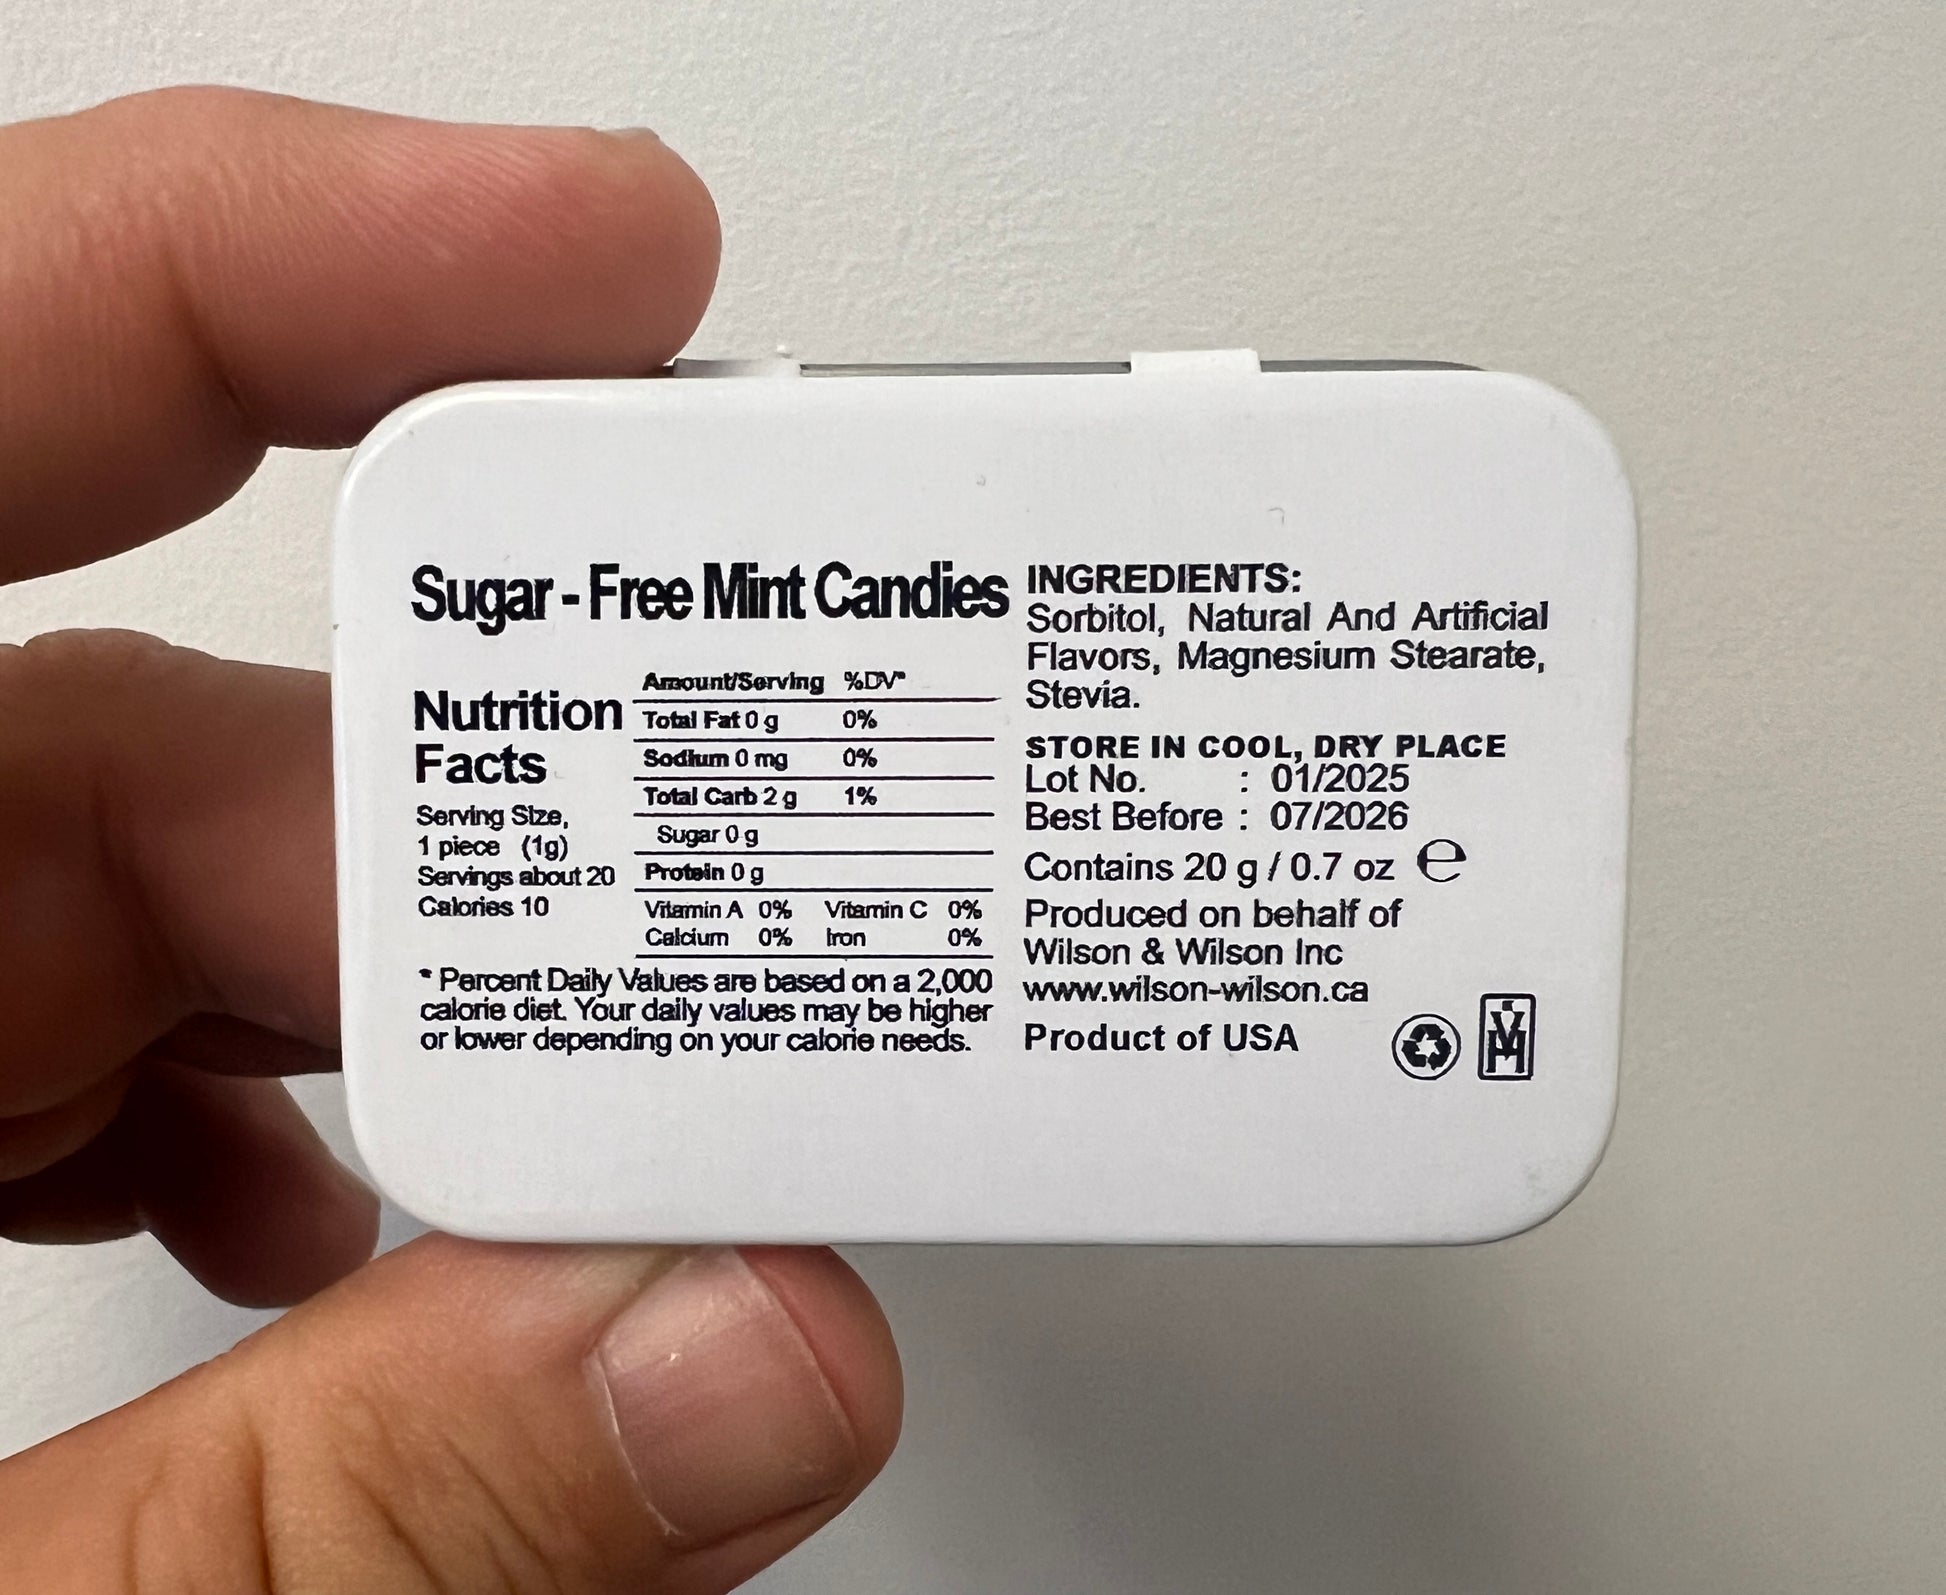 Sugar - Free Mint Candies
Nutrition
Facts
Serving Size,
1 piece (1g)
Servings about 20
Calories 10
Amount/Serving %DV*
Total Fat 0 g 0%
Sodium 0 mg 0%
Total Carb 2 g 1%
Sugar 0 g
Protein 0 g
Vitamin A 0% Vitamin C 0%
Calcium 0% Iron 0%
* Percent Daily Values are based on a 2,000
calorie diet. Your daily values may be higher
or lower depending on your calorie needs.
INGREDIENTS:
Sorbitol, Natural And Artificial
Flavors, Magnesium Stearate,
Stevia.
STORE IN COOL, DRY PLACE
Lot No. : 01/2025
Best Before : 07/2026
Contains 20 g / 0.7 oz ℮
Produced on behalf of
Wilson & Wilson Inc
www.wilson-wilson.ca
Product of USA